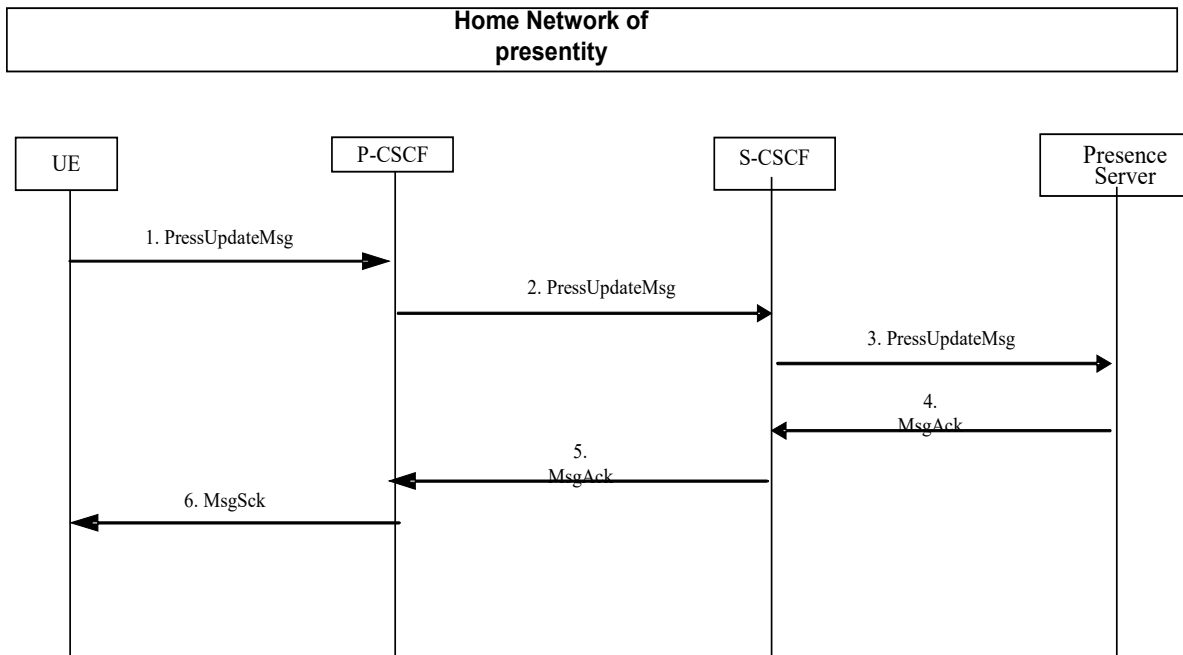 Home Network of
presentity
UE
P-CSCF
S-CSCF
Presence
Server
1. PressUpdateMsg
2. PressUpdateMsg
3. PressUpdateMsg
4.
MsgAck
5.
MsgAck
6. MsgSck